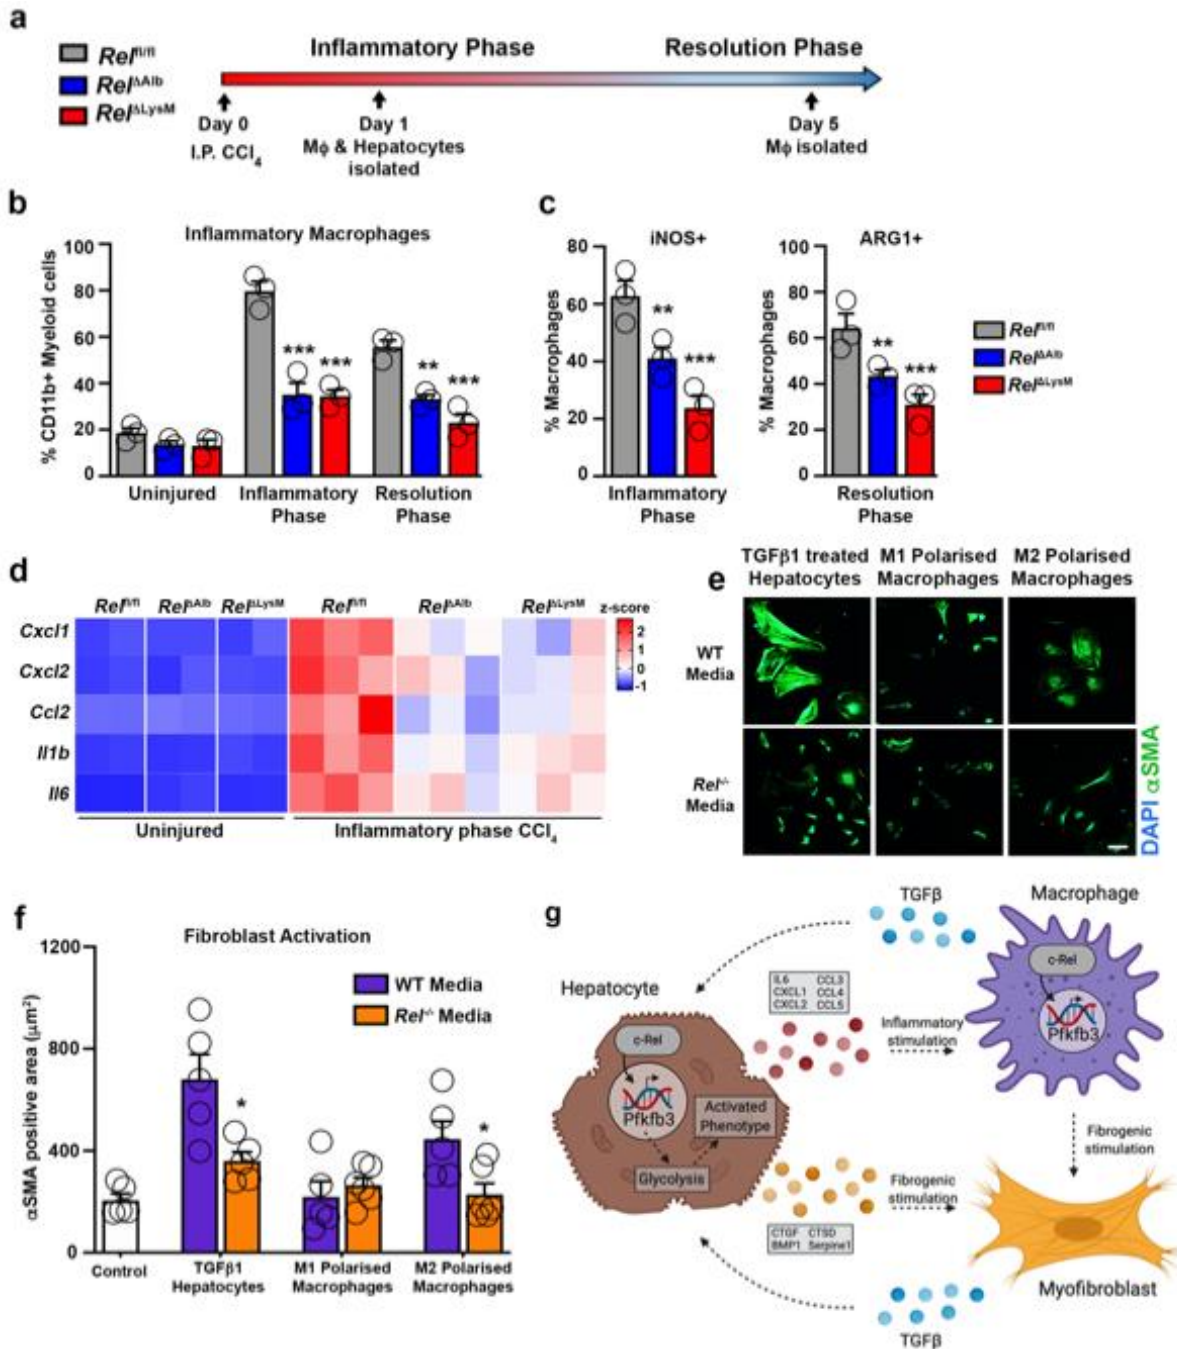 a
Rel^fl/fl
Rel^ΔAlb
Rel^ΔLysM
Inflammatory Phase
Resolution Phase
Day 0
I.P. CCl₄
Day 1
Mϕ & Hepatocytes
isolated
Day 5
Mϕ isolated
b
Inflammatory Macrophages
% CD11b+ Myeloid cells
100
80
60
40
20
0
***
***
**
***
Uninjured
Inflammatory
Phase
Resolution
Phase
c
iNOS+
% Macrophages
80
60
40
20
0
**
***
Inflammatory
Phase
ARG1+
% Macrophages
100
80
60
40
20
0
**
***
Resolution
Phase
Rel^fl/fl
Rel^ΔAlb
Rel^ΔLysM
d
Rel^fl/fl Rel^ΔAlb Rel^ΔLysM Rel^fl/fl Rel^ΔAlb Rel^ΔLysM
z-score
2
1
0
-1
Cxcl1
Cxcl2
Ccl2
Il1b
Il6
Uninjured
Inflammatory phase CCl₄
e
TGFβ1 treated
Hepatocytes
M1 Polarised
Macrophages
M2 Polarised
Macrophages
WT
Media
Rel^-/-
Media
DAPI αSMA
f
Fibroblast Activation
αSMA positive area (µm²)
1200
800
400
0
WT Media
Rel^-/- Media
*
*
Control
TGFβ1
Hepatocytes
M1 Polarised
Macrophages
M2 Polarised
Macrophages
g
TGFβ
Macrophage
c-Rel
Pfkfb3
IL6 CCL3
CXCL1 CCL4
CXCL2 CCL5
Inflammatory
stimulation
Hepatocyte
c-Rel
Pfkfb3
Activated
Phenotype
Glycolysis
Fibrogenic
stimulation
Fibrogenic
stimulation
CTGF CTSD
BMP1 Serpine1
Myofibroblast
TGFβ